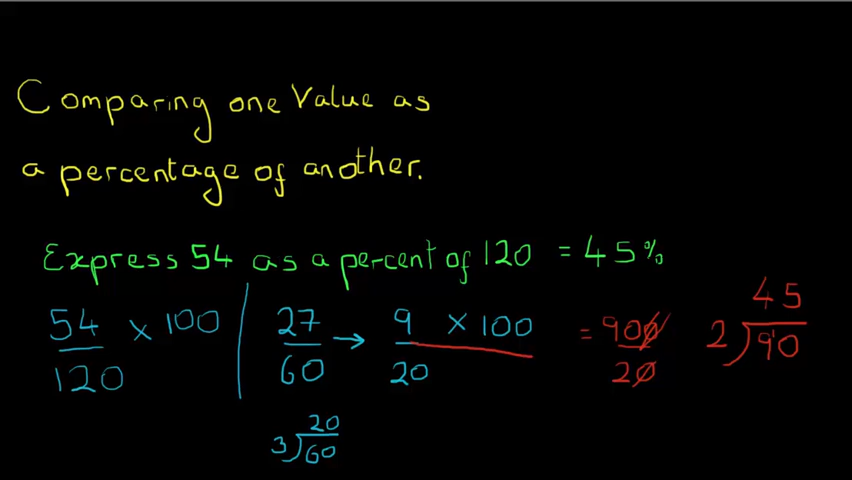 Comparing one Value as
a percentage of another.
Express 54 as a percent of 120 = 45%
54/120 × 100 | 27/60 → 9/20 × 100 = 900/20
45
2)90
20
3)60